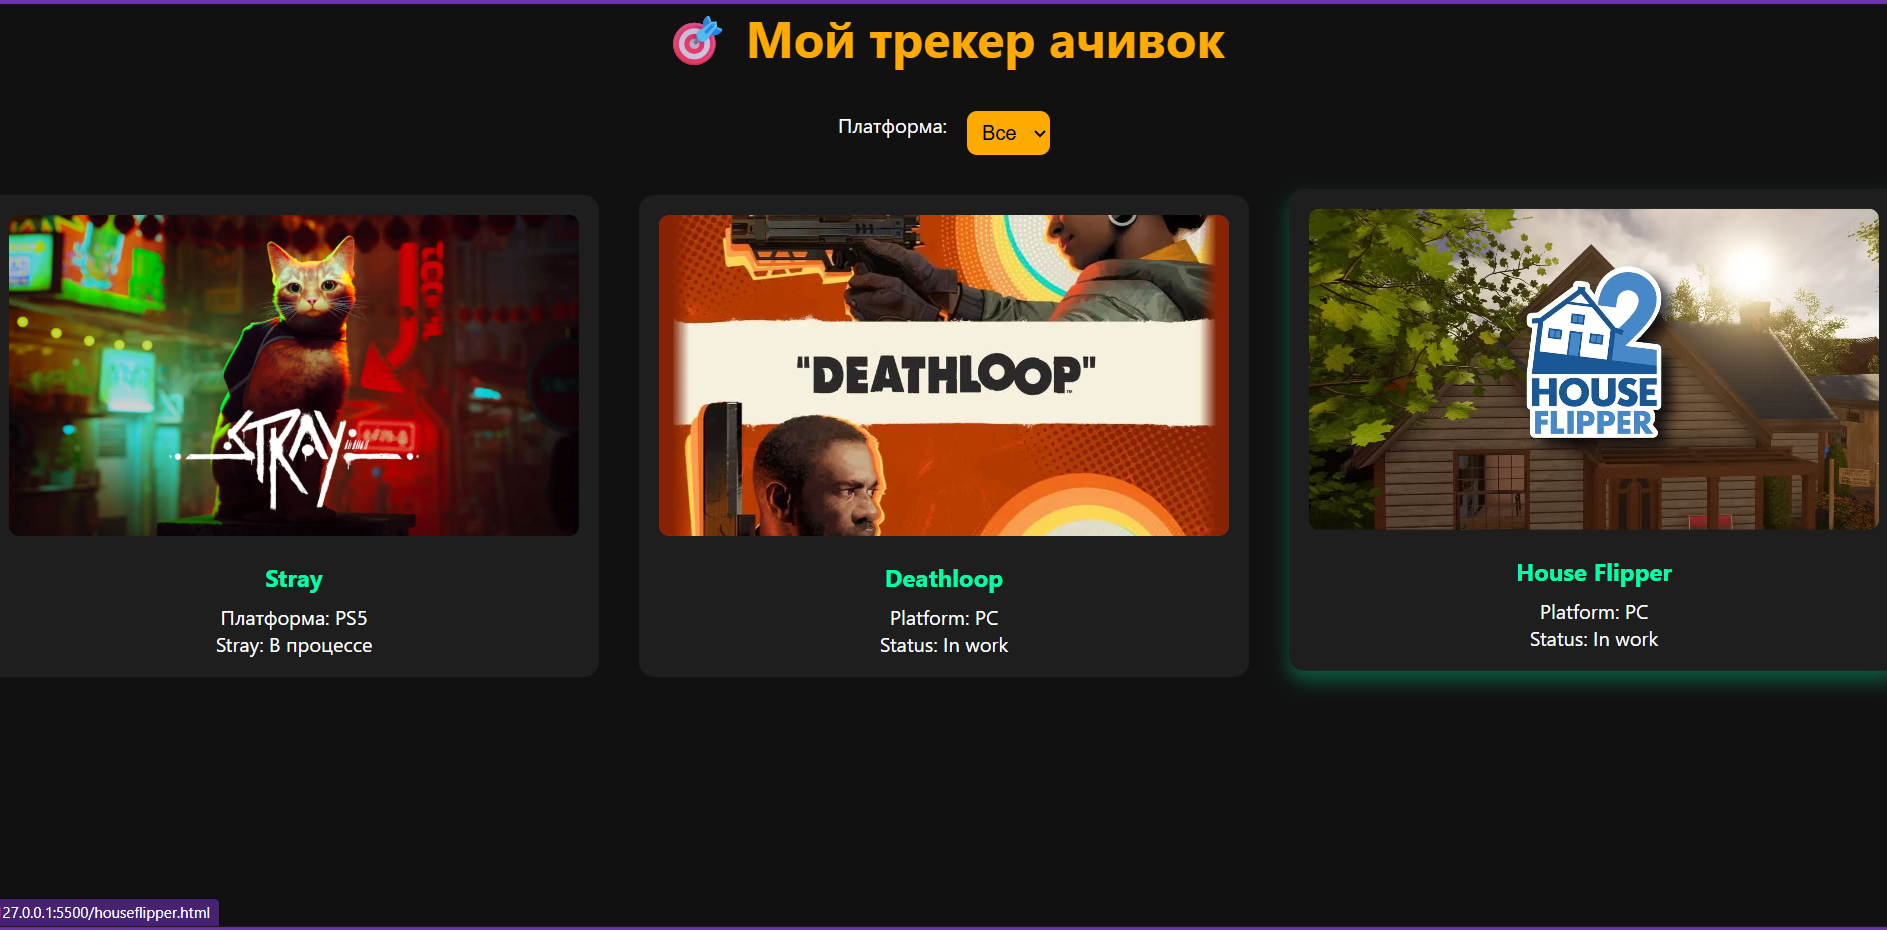 Мой трекер ачивок
Платформа:
Все
STRAY
Stray
Платформа: PS5
Stray: В процессе
"DEATHLOOP"
Deathloop
Platform: PC
Status: In work
2
HOUSE
FLIPPER
House Flipper
Platform: PC
Status: In work
27.0.0.1:5500/houseflipper.html